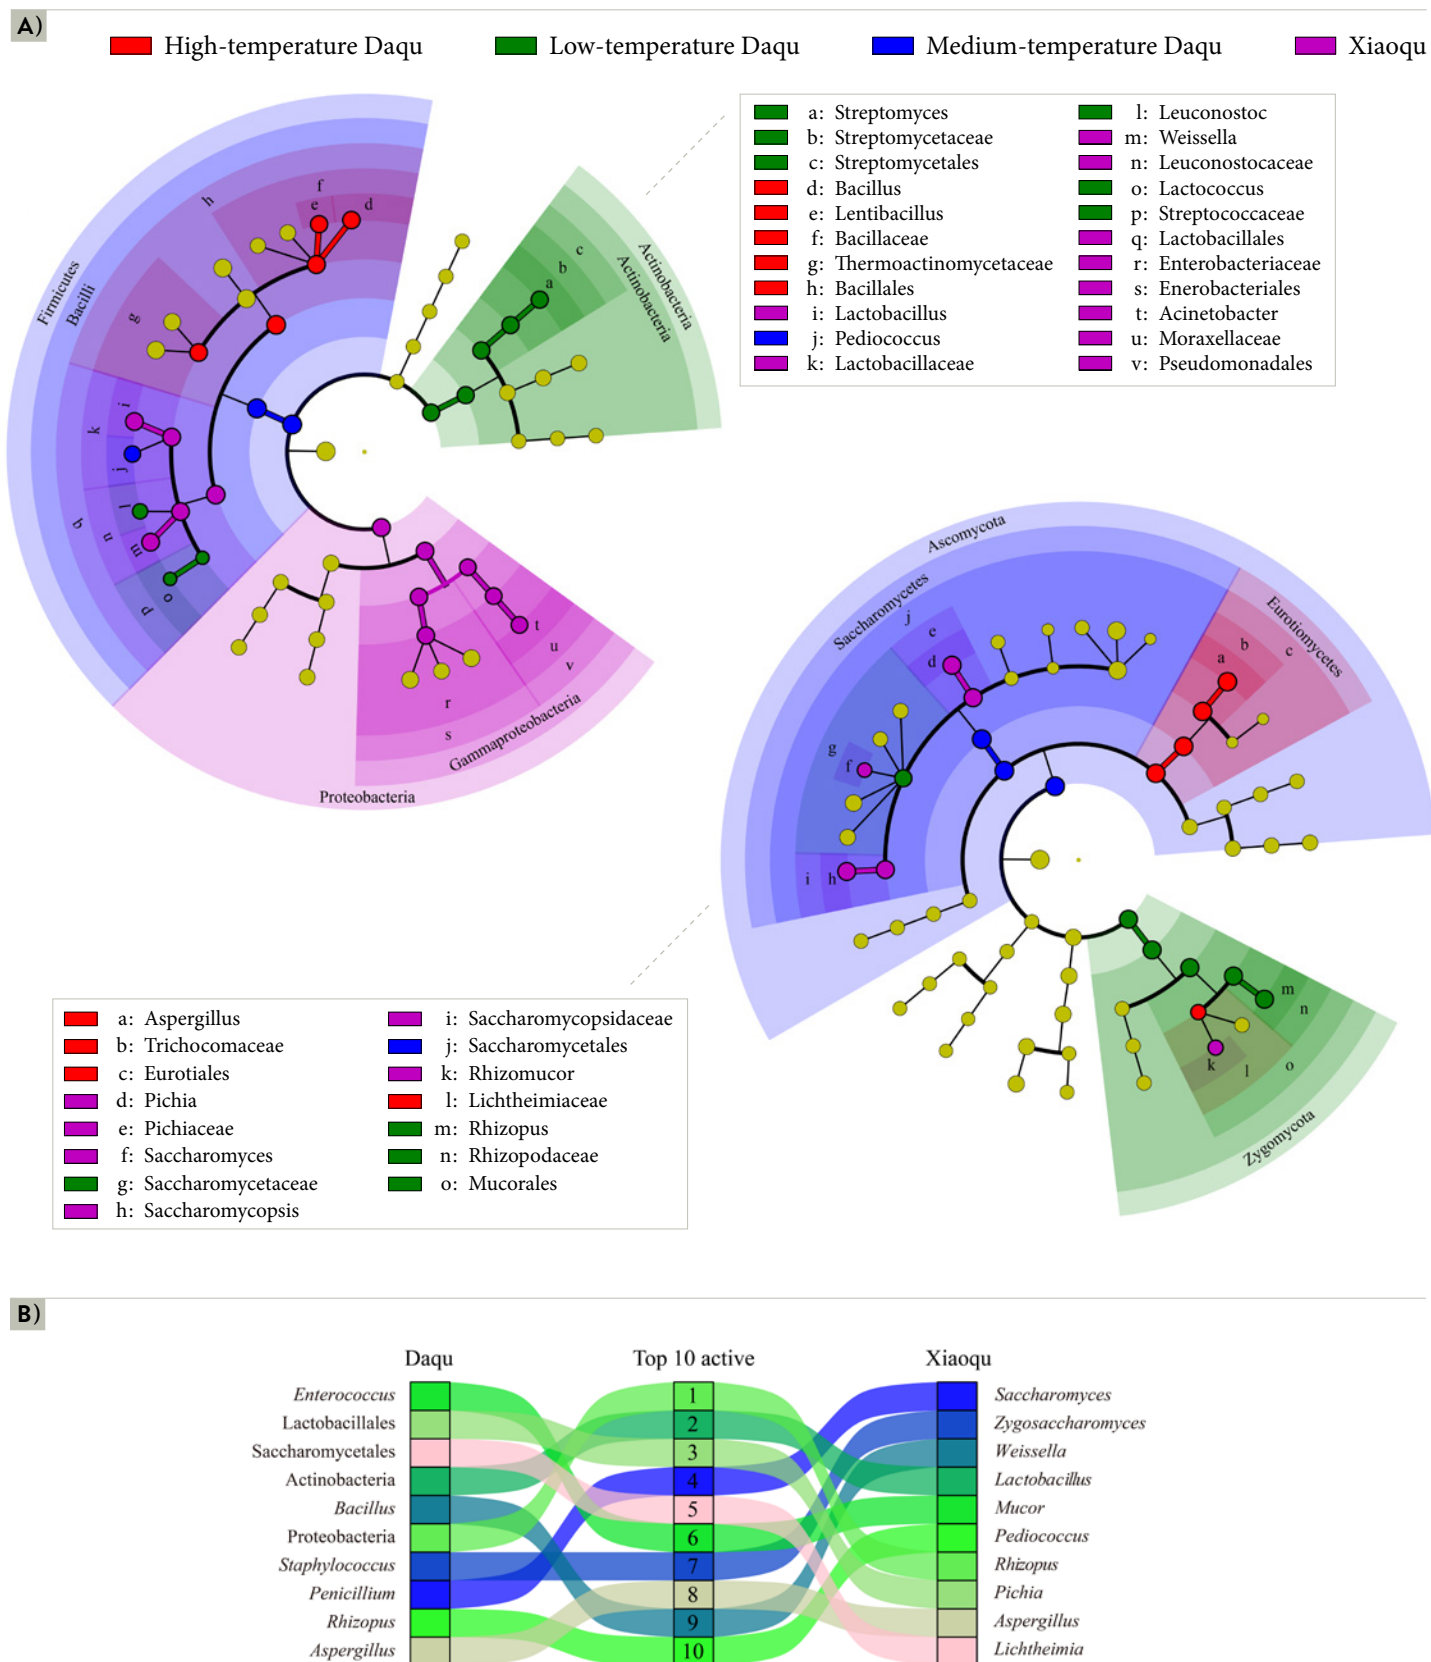 A)
High-temperature Daqu
Low-temperature Daqu
Medium-temperature Daqu
Xiaoqu
a: Streptomyces
b: Streptomycetaceae
c: Streptomycetales
d: Bacillus
e: Lentibacillus
f: Bacillaceae
g: Thermoactinomycetaceae
h: Bacillales
i: Lactobacillus
j: Pediococcus
k: Lactobacillaceae
l: Leuconostoc
m: Weissella
n: Leuconostocaceae
o: Lactococcus
p: Streptococcaceae
q: Lactobacillales
r: Enterobacteriaceae
s: Enerobacteriales
t: Acinetobacter
u: Moraxellaceae
v: Pseudomonadales
Firmicutes
Bacilli
h
f
e
d
g
k
i
j
q
n
l
m
p
o
a
b
c
Actinobacteria
Actinobacteria
t
u
v
r
s
Gammaproteobacteria
Proteobacteria
Ascomycota
Saccharomycetes
j
e
d
g
f
i
h
Eurotiomycetes
a
b
c
m
n
k
l
o
Zygomycota
a: Aspergillus
b: Trichocomaceae
c: Eurotiales
d: Pichia
e: Pichiaceae
f: Saccharomyces
g: Saccharomycetaceae
h: Saccharomycopsis
i: Saccharomycopsidaceae
j: Saccharomycetales
k: Rhizomucor
l: Lichtheimiaceae
m: Rhizopus
n: Rhizopodaceae
o: Mucorales
B)
Daqu
Top 10 active
Xiaoqu
Enterococcus 1 Saccharomyces
Lactobacillales 2 Zygosaccharomyces
Saccharomycetales 3 Weissella
Actinobacteria 4 Lactobacillus
Bacillus 5 Mucor
Proteobacteria 6 Pediococcus
Staphylococcus 7 Rhizopus
Penicillium 8 Pichia
Rhizopus 9 Aspergillus
Aspergillus 10 Lichtheimia